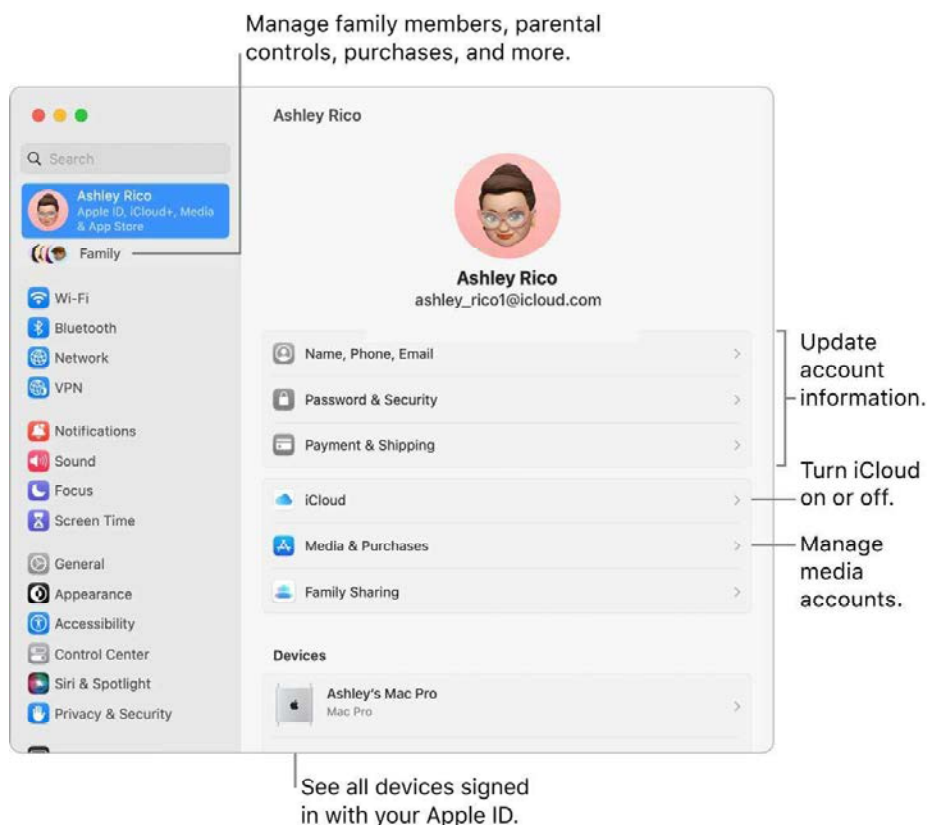 Manage family members, parental
controls, purchases, and more.
Ashley Rico
Search
Ashley Rico
Apple ID, iCloud+, Media
& App Store
Family
Wi-Fi
Bluetooth
Network
VPN
Notifications
Sound
Focus
Screen Time
General
Appearance
Accessibility
Control Center
Siri & Spotlight
Privacy & Security
Ashley Rico
ashley_rico1@icloud.com
Name, Phone, Email
Password & Security
Payment & Shipping
iCloud
Media & Purchases
Family Sharing
Devices
Ashley's Mac Pro
Mac Pro
Update
account
information.
Turn iCloud
on or off.
Manage
media
accounts.
See all devices signed
in with your Apple ID.